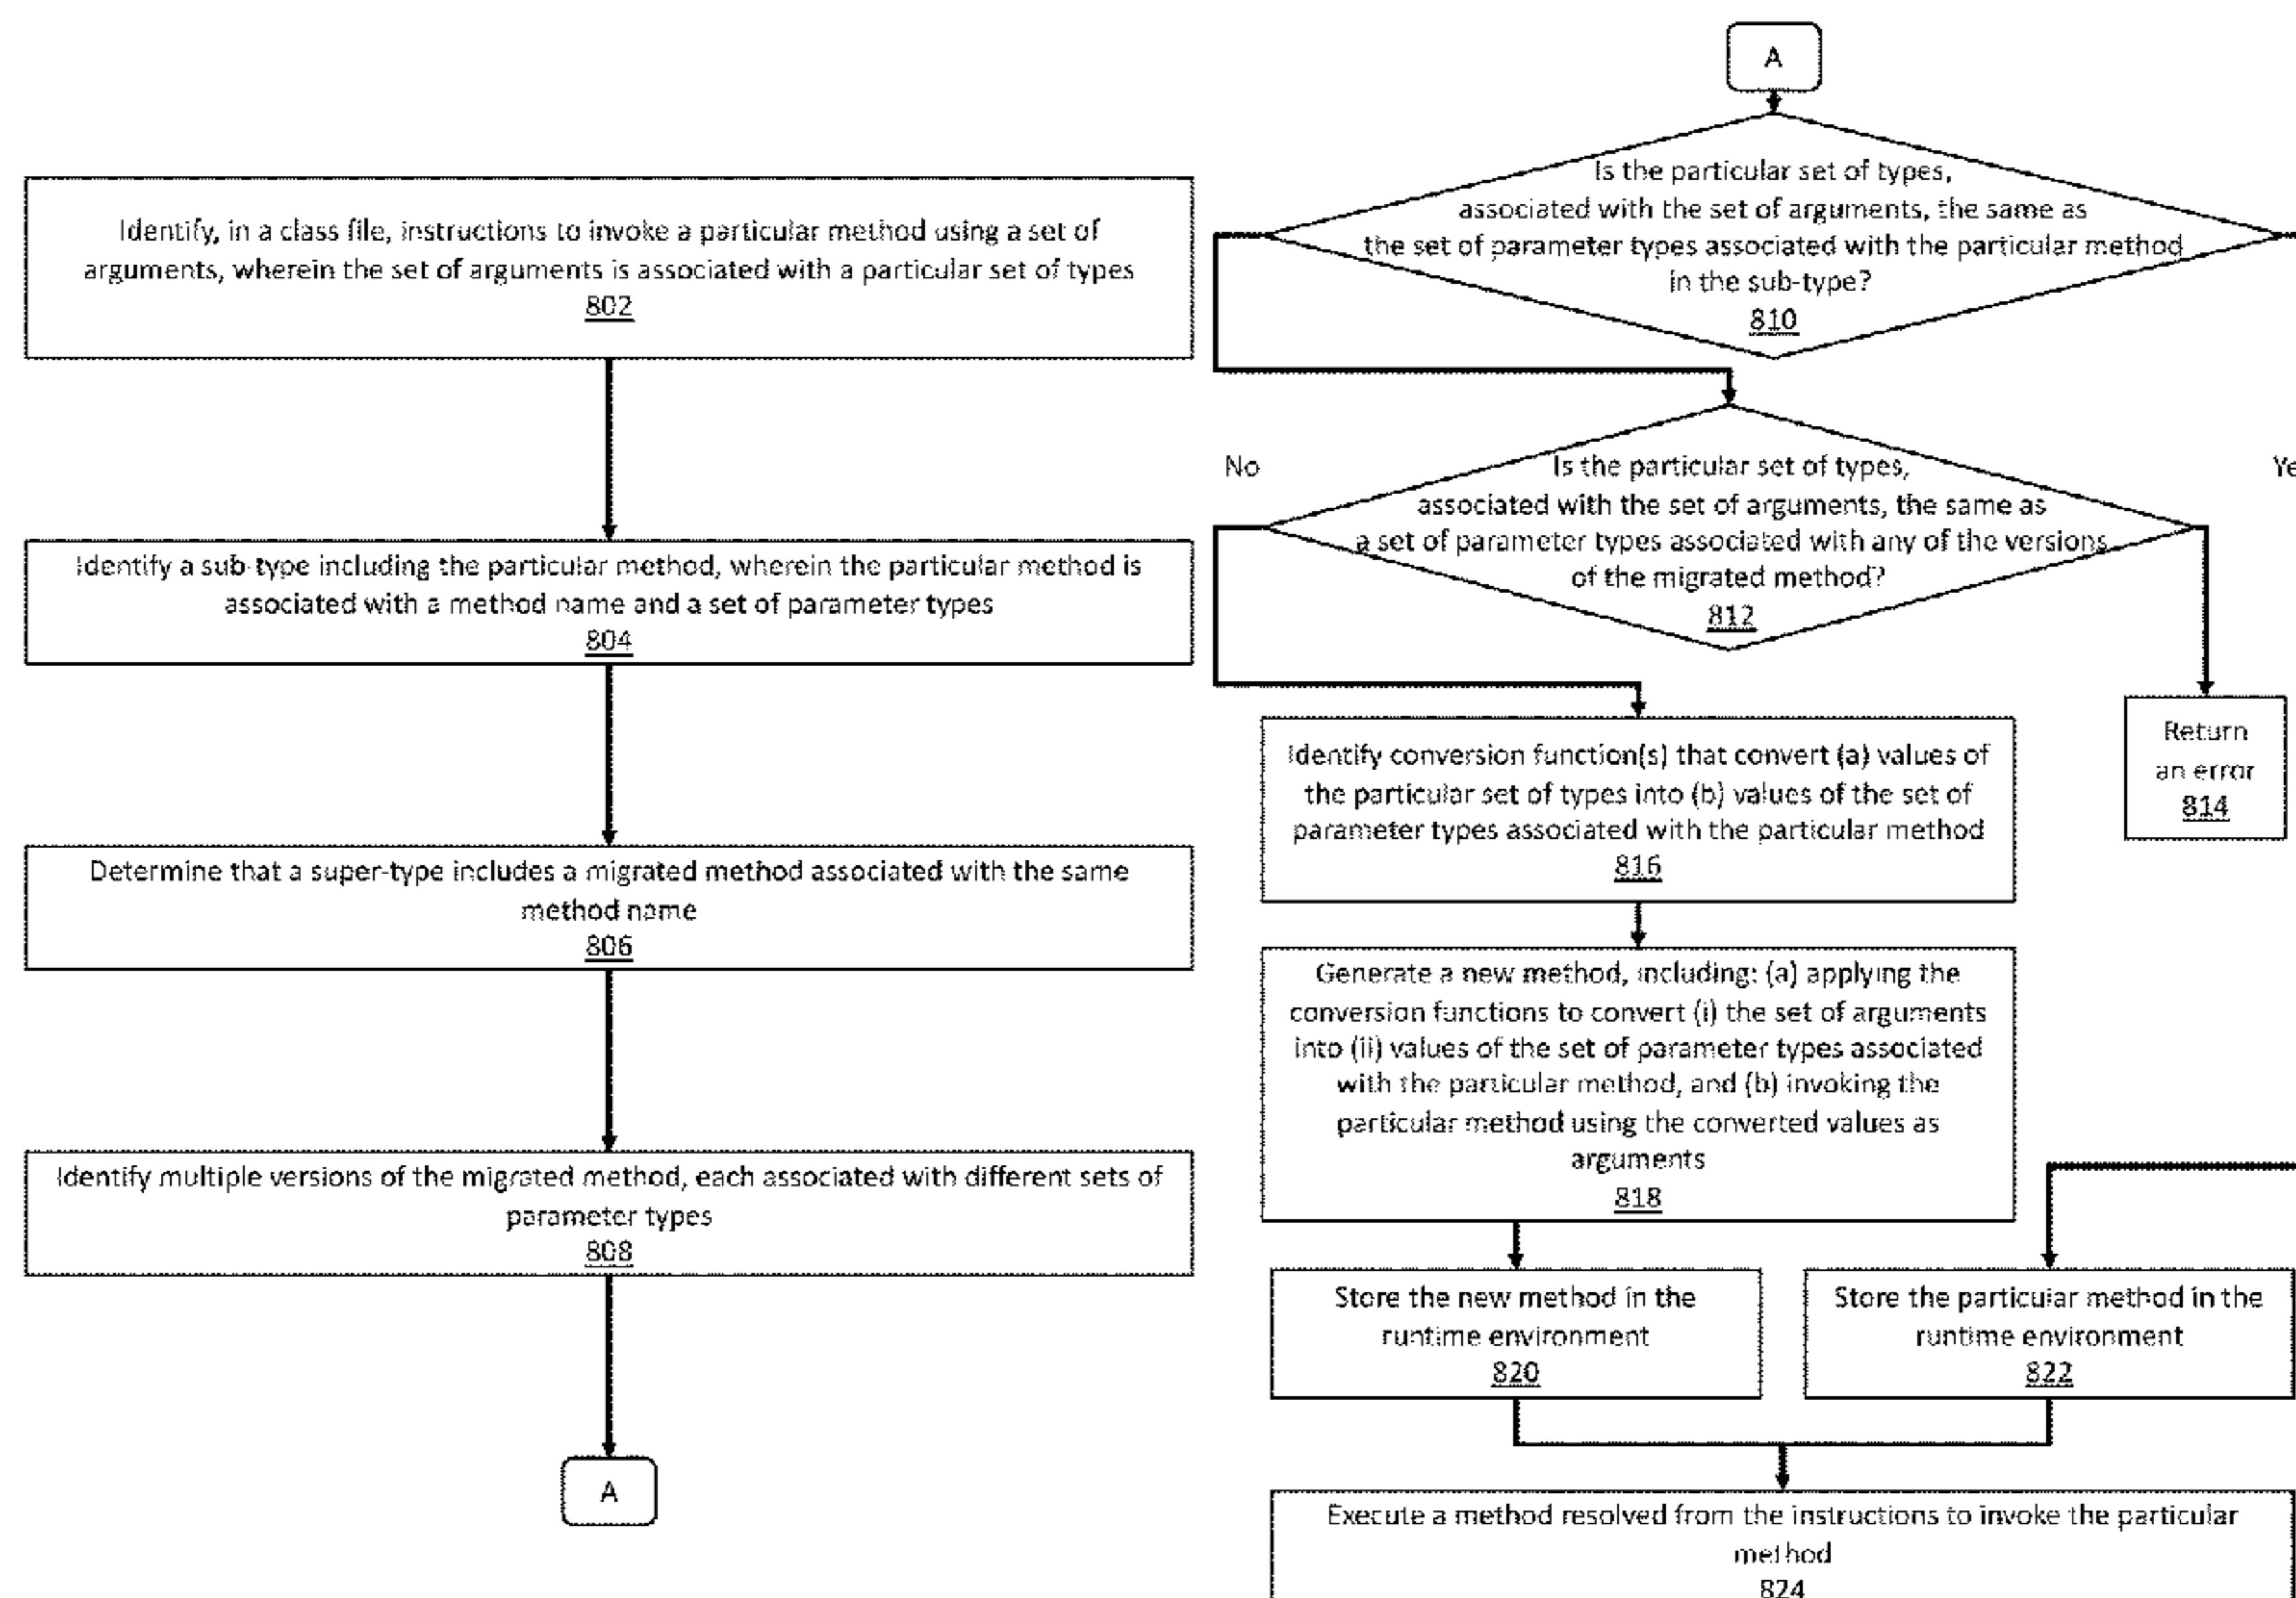 Identify, in a class file, instructions to invoke a particular method using a set of
arguments, wherein the set of arguments is associated with a particular set of types
802
Identify a sub-type including the particular method, wherein the particular method is
associated with a method name and a set of parameter types
804
Determine that a super-type includes a migrated method associated with the same
method name
806
Identify multiple versions of the migrated method, each associated with different sets of
parameter types
808
A
A
Is the particular set of types,
associated with the set of arguments, the same as
the set of parameter types associated with the particular method
in the sub-type?
810
No
Ye
Is the particular set of types,
associated with the set of arguments, the same as
a set of parameter types associated with any of the versions
of the migrated method?
812
Return
an error
814
Identify conversion function(s) that convert (a) values of
the particular set of types into (b) values of the set of
parameter types associated with the particular method
816
Generate a new method, including: (a) applying the
conversion functions to convert (i) the set of arguments
into (ii) values of the set of parameter types associated
with the particular method, and (b) invoking the
particular method using the converted values as
arguments
818
Store the new method in the
runtime environment
820
Store the particular method in the
runtime environment
822
Execute a method resolved from the instructions to invoke the particular
method
824